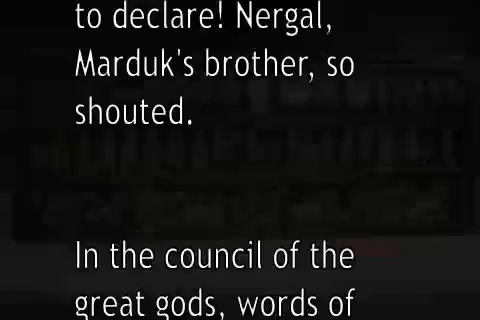 to declare! Nergal,
Marduk's brother, so
shouted.
In the council of the
great gods, words of